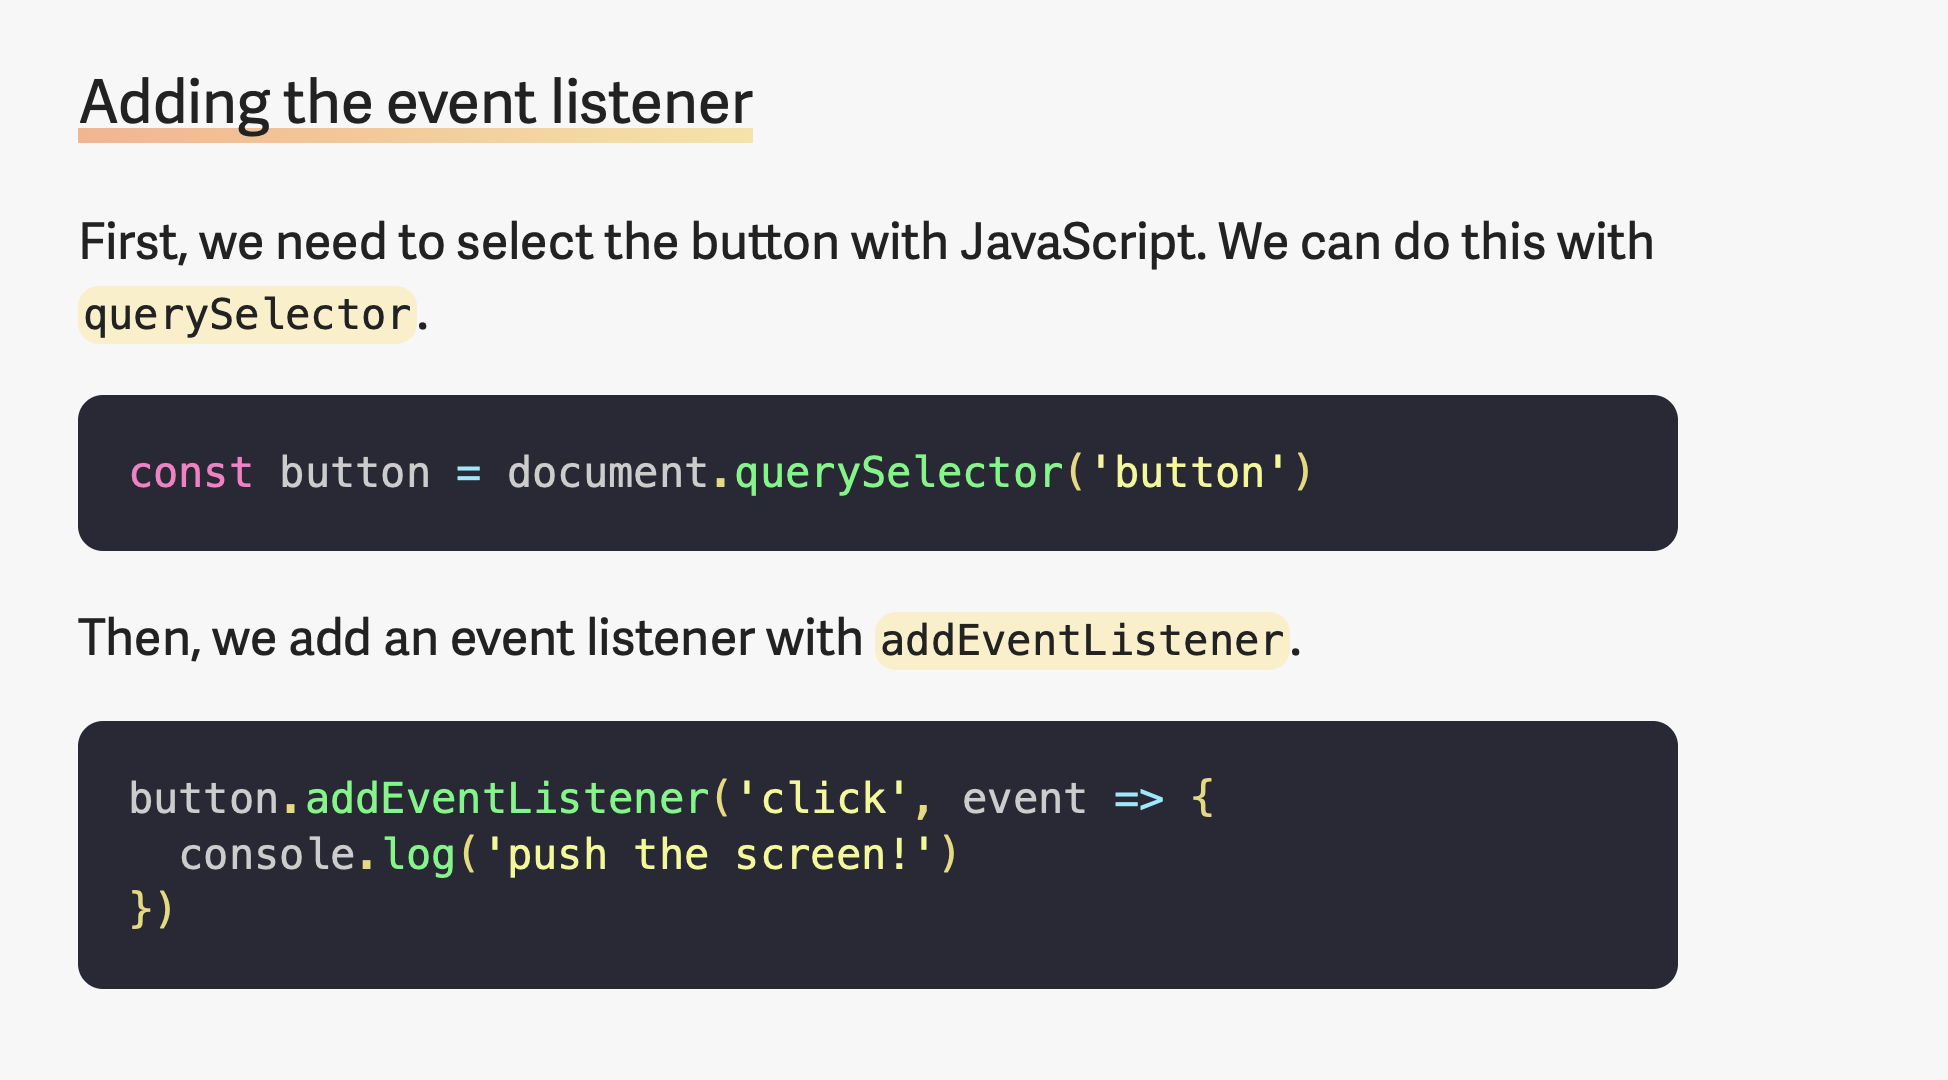 Adding the event listener
First, we need to select the button with JavaScript. We can do this with
querySelector.
const button = document.querySelector('button')
Then, we add an event listener with addEventListener.
button.addEventListener('click', event => {
  console.log('push the screen!')
})